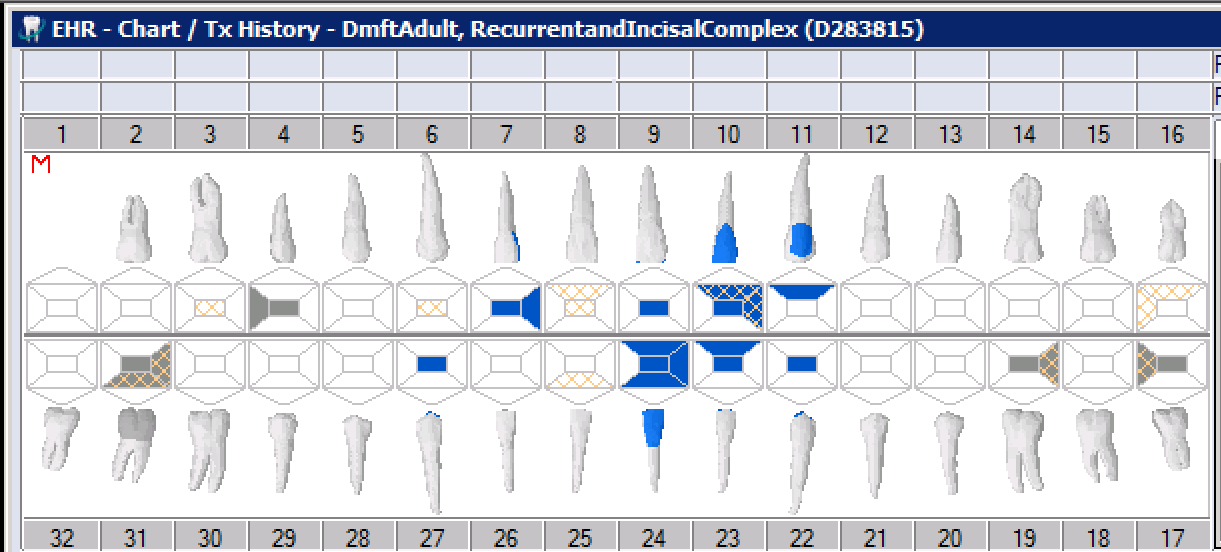 EHR - Chart / Tx History - DmftAdult, RecurrentandIncisalComplex (D283815)
1 2 3 4 5 6 7 8 9 10 11 12 13 14 15 16
M
32 31 30 29 28 27 26 25 24 23 22 21 20 19 18 17